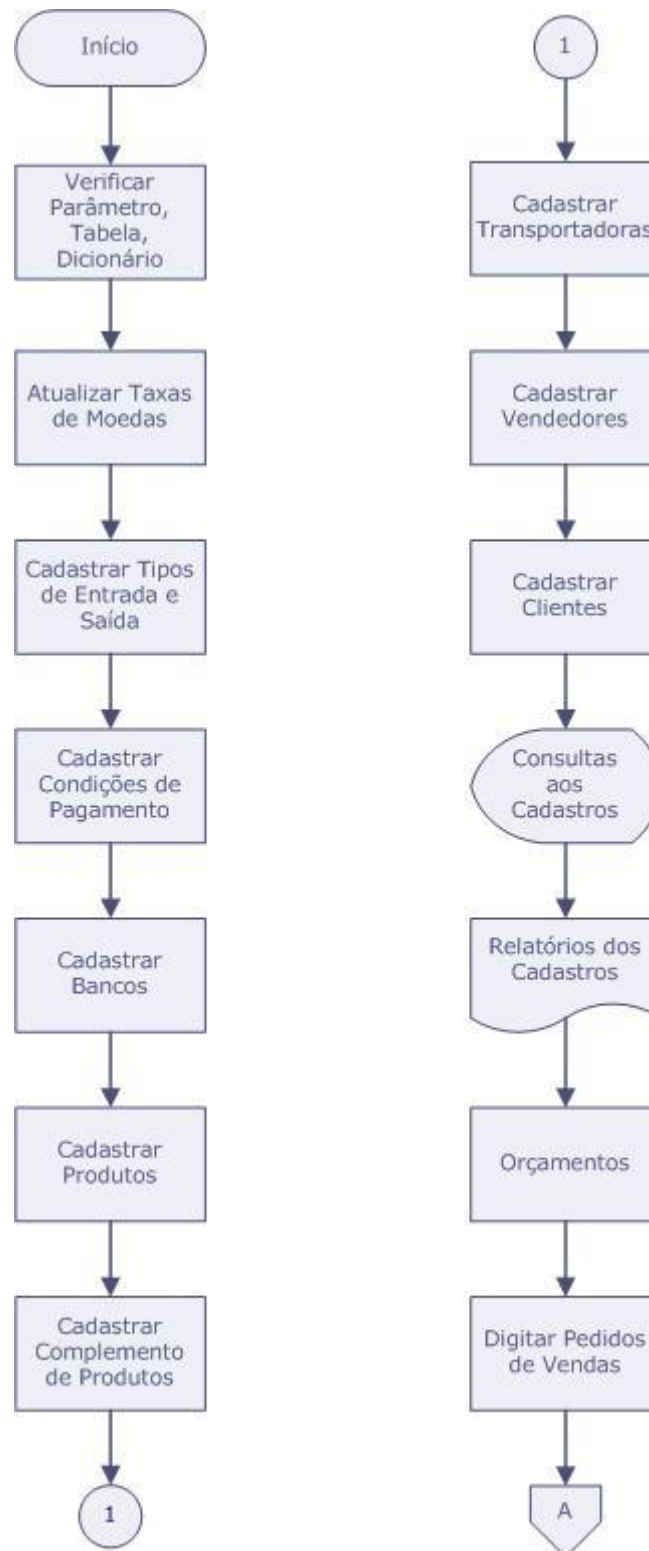 Início
Verificar
Parâmetro,
Tabela,
Dicionário
Atualizar Taxas
de Moedas
Cadastrar Tipos
de Entrada e
Saída
Cadastrar
Condições de
Pagamento
Cadastrar
Bancos
Cadastrar
Produtos
Cadastrar
Complemento
de Produtos
1
1
Cadastrar
Transportadoras
Cadastrar
Vendedores
Cadastrar
Clientes
Consultas
aos
Cadastros
Relatórios dos
Cadastros
Orçamentos
Digitar Pedidos
de Vendas
A